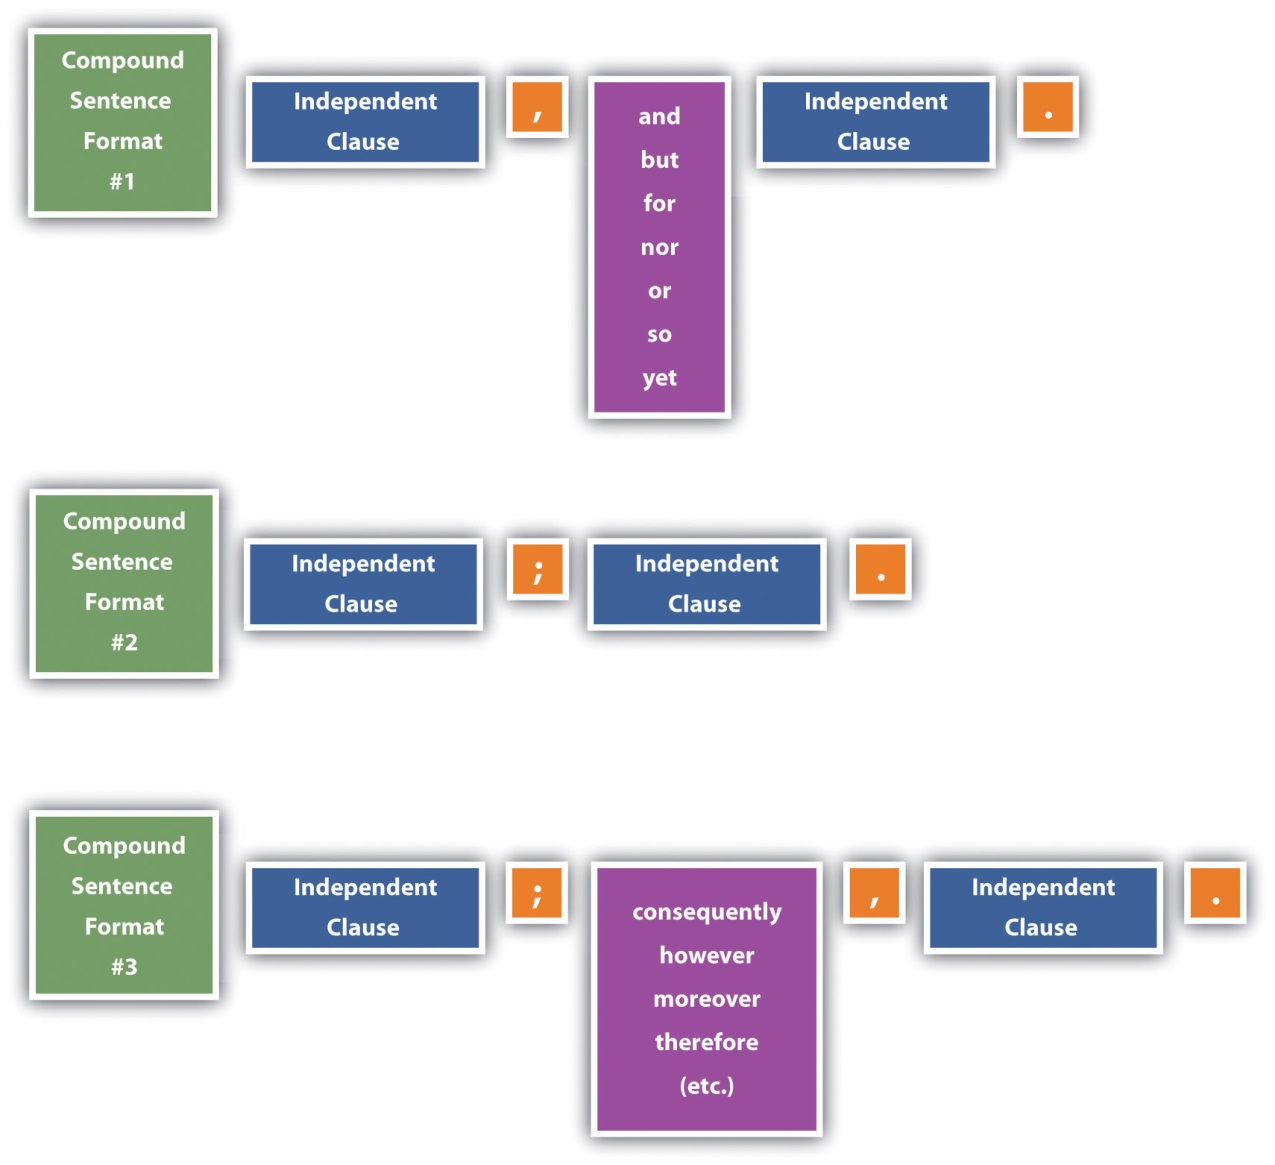 Compound
Sentence
Format
#1
Independent
Clause
,
and
but
for
nor
or
so
yet
Independent
Clause
.
Compound
Sentence
Format
#2
Independent
Clause
;
Independent
Clause
.
Compound
Sentence
Format
#3
Independent
Clause
;
consequently
however
moreover
therefore
(etc.)
,
Independent
Clause
.